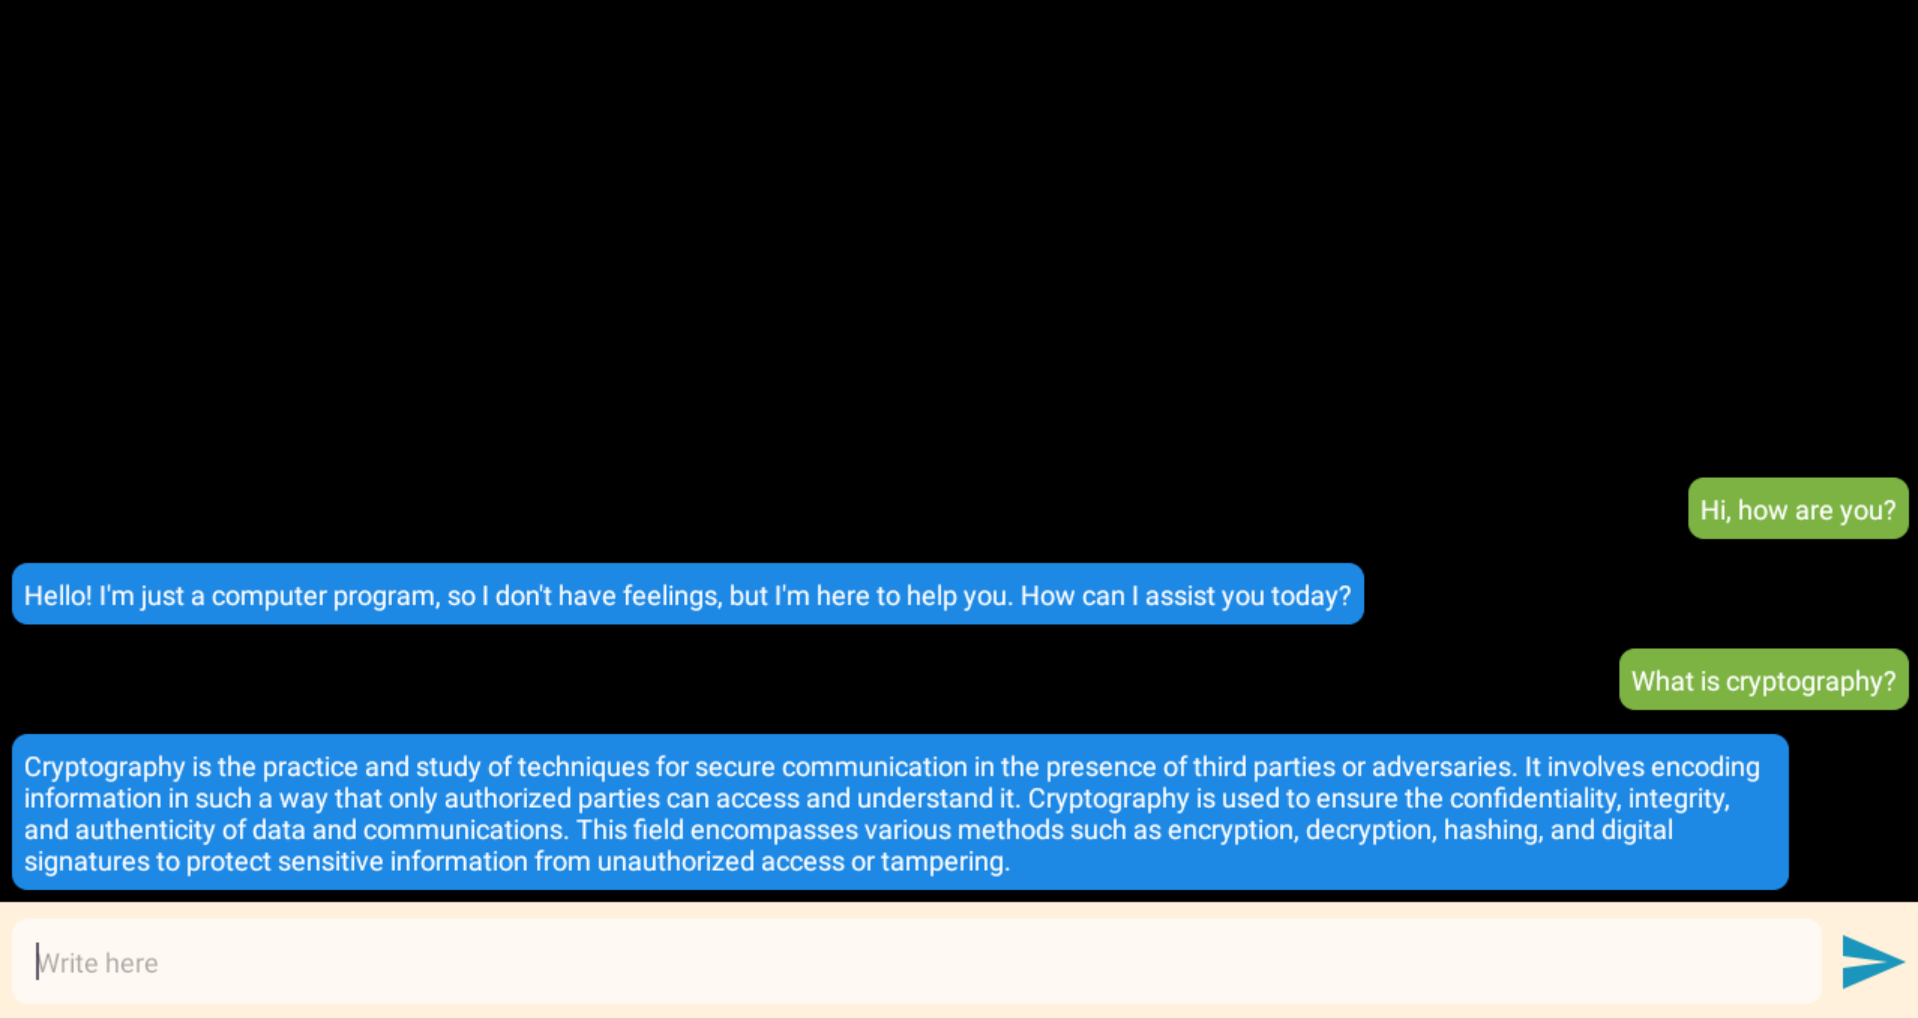 Hi, how are you?
Hello! I'm just a computer program, so I don't have feelings, but I'm here to help you. How can I assist you today?
What is cryptography?
Cryptography is the practice and study of techniques for secure communication in the presence of third parties or adversaries. It involves encoding
information in such a way that only authorized parties can access and understand it. Cryptography is used to ensure the confidentiality, integrity,
and authenticity of data and communications. This field encompasses various methods such as encryption, decryption, hashing, and digital
signatures to protect sensitive information from unauthorized access or tampering.
Write here